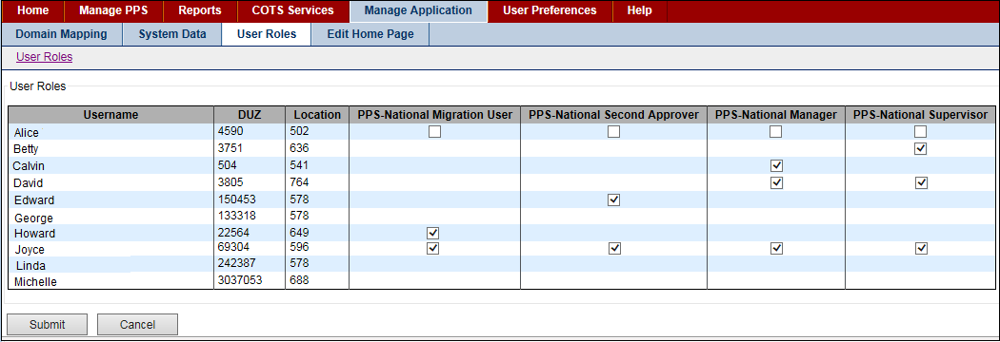 Home Manage PPS Reports COTS Services Manage Application User Preferences Help
Domain Mapping System Data User Roles Edit Home Page
User Roles
User Roles
Username DUZ Location PPS-National Migration User PPS-National Second Approver PPS-National Manager PPS-National Supervisor
Alice 4590 502
Betty 3751 636
Calvin 504 541
David 3805 764
Edward 150453 578
George 133318 578
Howard 22564 649
Joyce 69304 596
Linda 242387 578
Michelle 3037053 688
Submit Cancel